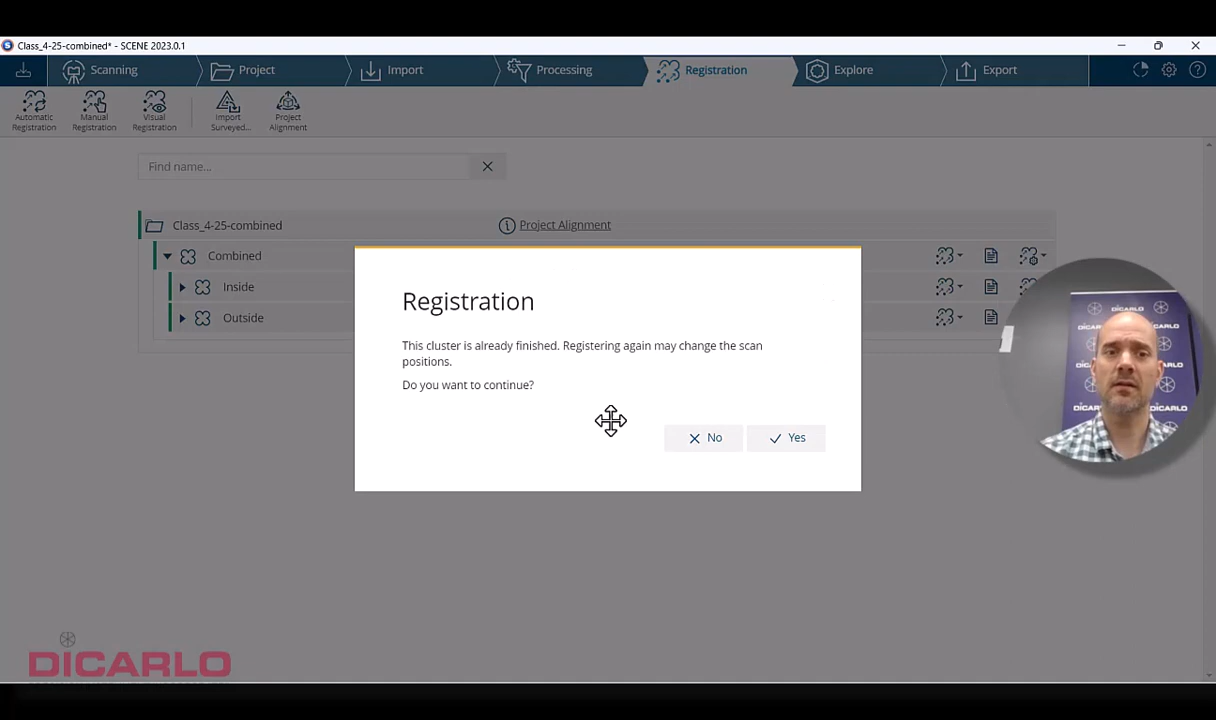 Class_4-25-combined* - SCENE 2023.0.1
Scanning
Project
Import
Processing
Registration
Explore
Export
Automatic Registration
Manual Registration
Visual Registration
Import Surveyed...
Project Alignment
Find name...
Class_4-25-combined
Project Alignment
Combined
Inside
Outside
Registration
This cluster is already finished. Registering again may change the scan
positions.
Do you want to continue?
No
Yes
DICARLO
DICARLO